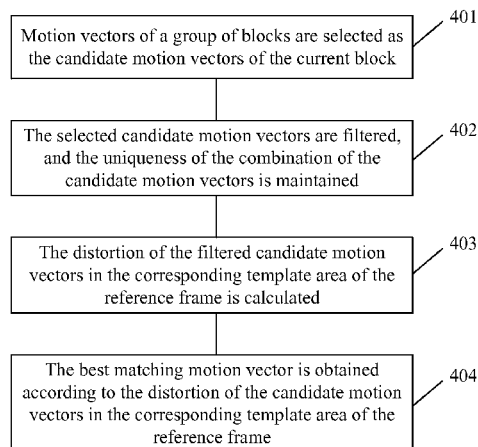 401
Motion vectors of a group of blocks are selected as
the candidate motion vectors of the current block
402
The selected candidate motion vectors are filtered,
and the uniqueness of the combination of the
candidate motion vectors is maintained
403
The distortion of the filtered candidate motion
vectors in the corresponding template area of the
reference frame is calculated
404
The best matching motion vector is obtained
according to the distortion of the candidate motion
vectors in the corresponding template area of the
reference frame